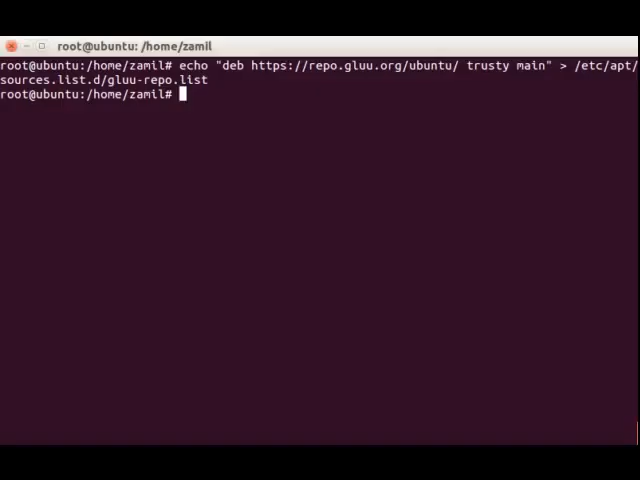 root@ubuntu: /home/zamil
root@ubuntu:/home/zamil# echo "deb https://repo.gluu.org/ubuntu/ trusty main" > /etc/apt/
sources.list.d/gluu-repo.list
root@ubuntu:/home/zamil#